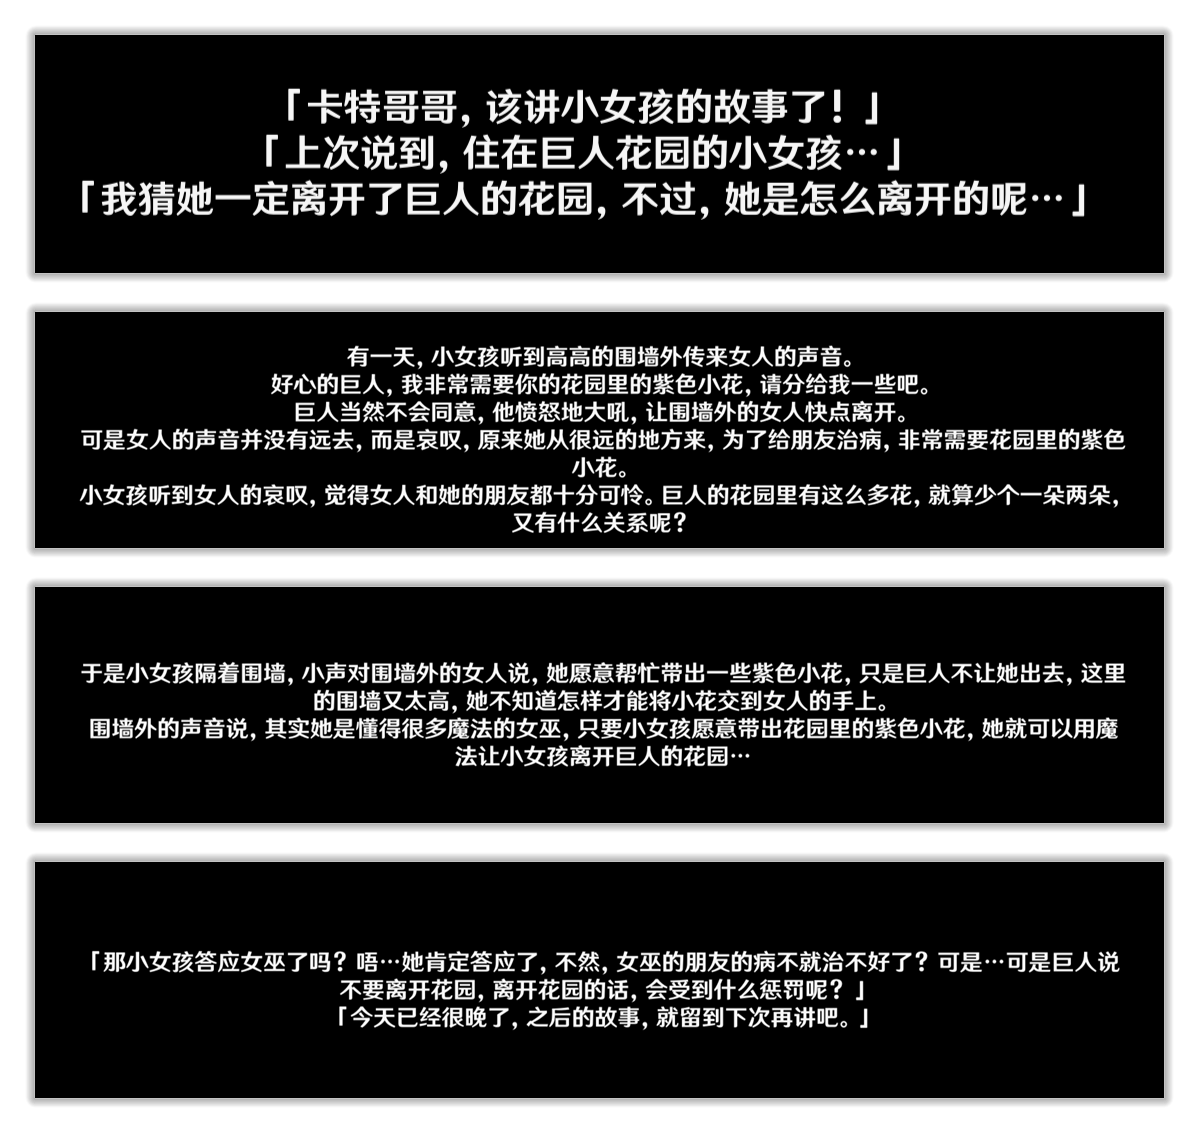 「卡特哥哥，该讲小女孩的故事了！」
「上次说到，住在巨人花园的小女孩…」
「我猜她一定离开了巨人的花园，不过，她是怎么离开的呢…」
有一天，小女孩听到高高的围墙外传来女人的声音。
好心的巨人，我非常需要你的花园里的紫色小花，请分给我一些吧。
巨人当然不会同意，他愤怒地大吼，让围墙外的女人快点离开。
可是女人的声音并没有远去，而是哀叹，原来她从很远的地方来，为了给朋友治病，非常需要花园里的紫色
小花。
小女孩听到女人的哀叹，觉得女人和她的朋友都十分可怜。巨人的花园里有这么多花，就算少个一朵两朵，
又有什么关系呢？
于是小女孩隔着围墙，小声对围墙外的女人说，她愿意帮忙带出一些紫色小花，只是巨人不让她出去，这里
的围墙又太高，她不知道怎样才能将小花交到女人的手上。
围墙外的声音说，其实她是懂得很多魔法的女巫，只要小女孩愿意带出花园里的紫色小花，她就可以用魔
法让小女孩离开巨人的花园…
「那小女孩答应女巫了吗？唔…她肯定答应了，不然，女巫的朋友的病不就治不好了？可是…可是巨人说
不要离开花园，离开花园的话，会受到什么惩罚呢？」
「今天已经很晚了，之后的故事，就留到下次再讲吧。」